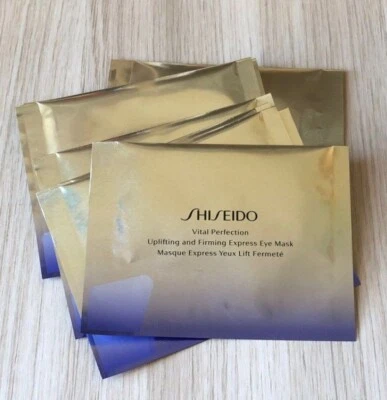 SHISEIDO
Vital Perfection
Uplifting and Firming Express Eye Mask
Masque Express Yeux Lift Fermeté